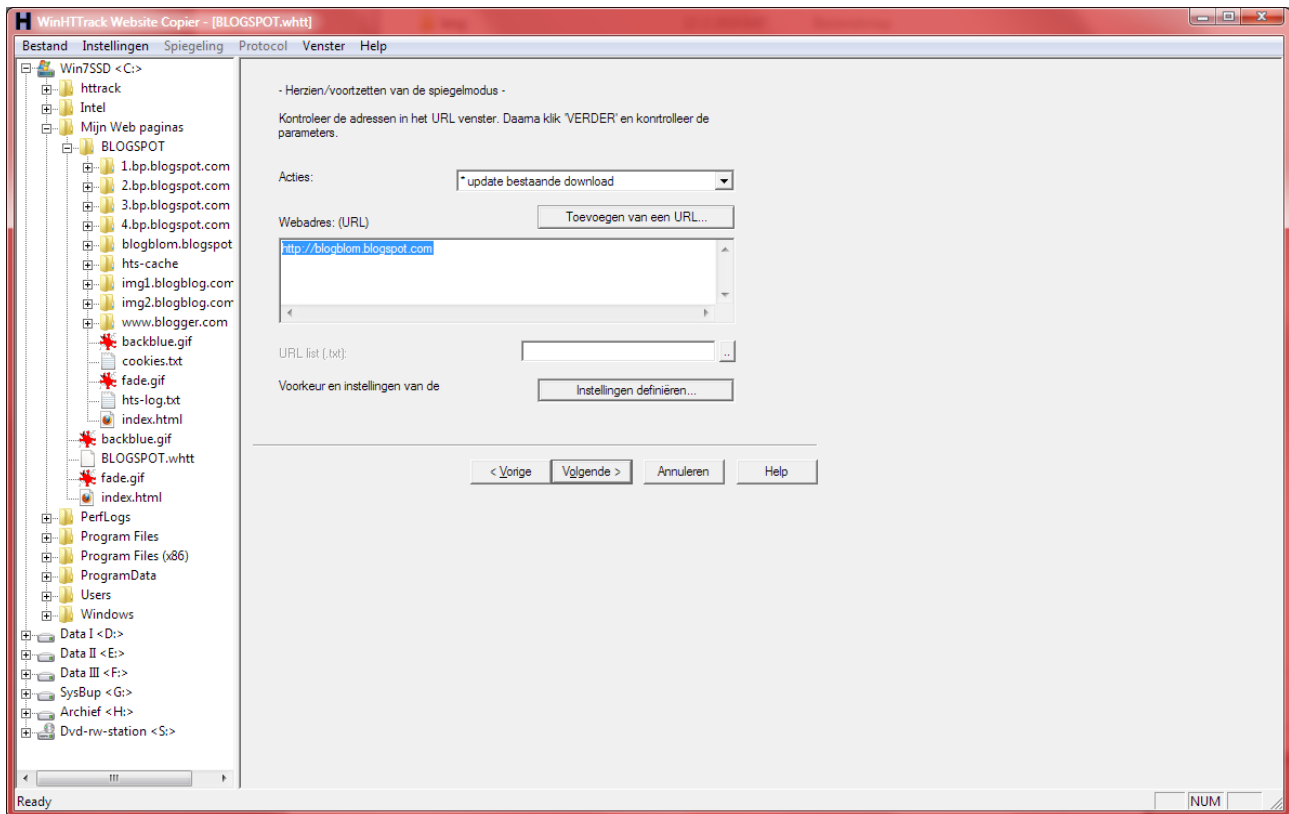 WinHTTrack Website Copier - [BLOGSPOT.whtt]
Bestand Instellingen Spiegeling Protocol Venster Help
Win7SSD <C:>
httrack
Intel
Mijn Web paginas
BLOGSPOT
1.bp.blogspot.com
2.bp.blogspot.com
3.bp.blogspot.com
4.bp.blogspot.com
blogblom.blogspot
hts-cache
img1.blogblog.com
img2.blogblog.com
www.blogger.com
backblue.gif
cookies.txt
fade.gif
hts-log.txt
index.html
backblue.gif
BLOGSPOT.whtt
fade.gif
index.html
PerfLogs
Program Files
Program Files (x86)
ProgramData
Users
Windows
Data I <D:>
Data II <E:>
Data III <F:>
SysBup <G:>
Archief <H:>
Dvd-rw-station <S:>
- Herzien/voortzetten van de spiegelmodus -
Kontroleer de adressen in het URL venster. Daarna klik 'VERDER' en konntrolleer de
parameters.
Acties:
* update bestaande download
Webadres: (URL)
Toevoegen van een URL...
http://blogblom.blogspot.com
URL list (.txt):
..
Voorkeur en instellingen van de
Instellingen definiëren...
< Vorige
Volgende >
Annuleren
Help
Ready
NUM